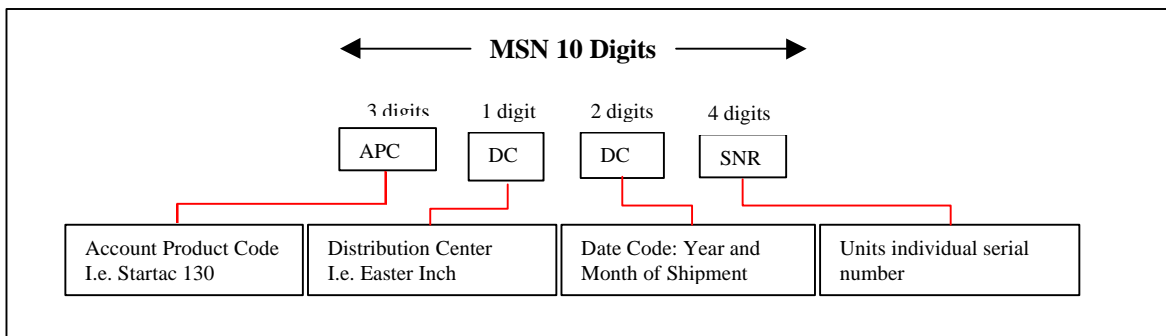 MSN 10 Digits
3 digits 1 digit 2 digits 4 digits
APC DC DC SNR
Account Product Code
I.e. Startac 130
Distribution Center
I.e. Easter Inch
Date Code: Year and
Month of Shipment
Units individual serial
number